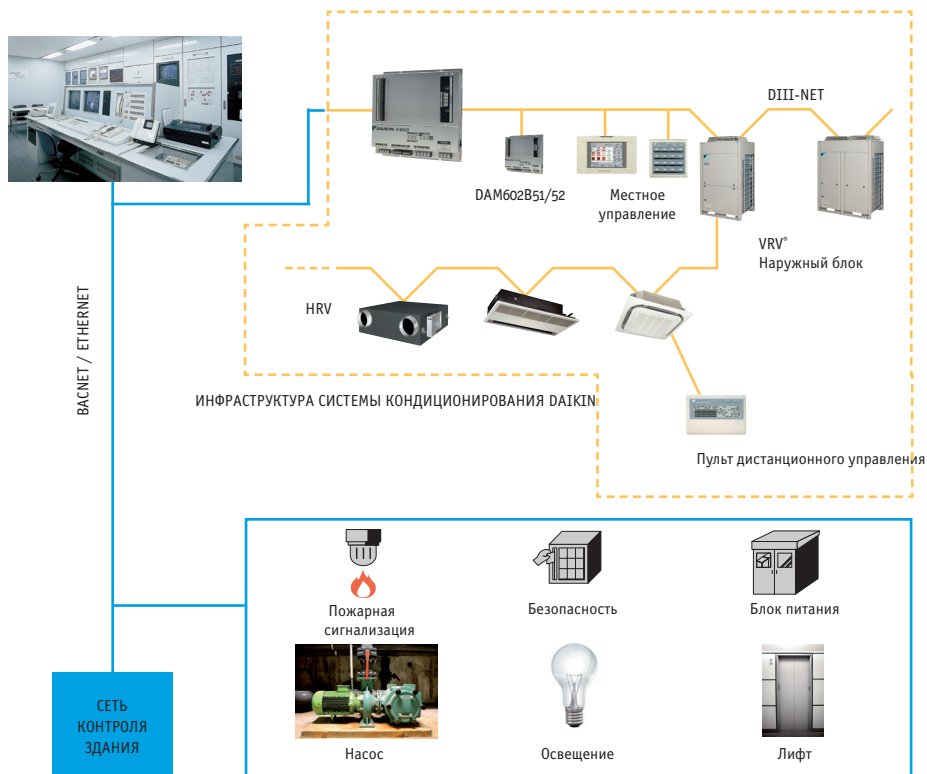 DIII-NET
DAIKIN
DAM602B51/52
Местное
управление
VRV®
Наружный блок
HRV
BACNET / ETHERNET
ИНФРАСТРУКТУРА СИСТЕМЫ КОНДИЦИОНИРОВАНИЯ DAIKIN
Пульт дистанционного управления
Пожарная
сигнализация
Безопасность
Блок питания
СЕТЬ
КОНТРОЛЯ
ЗДАНИЯ
Насос
Освещение
Лифт